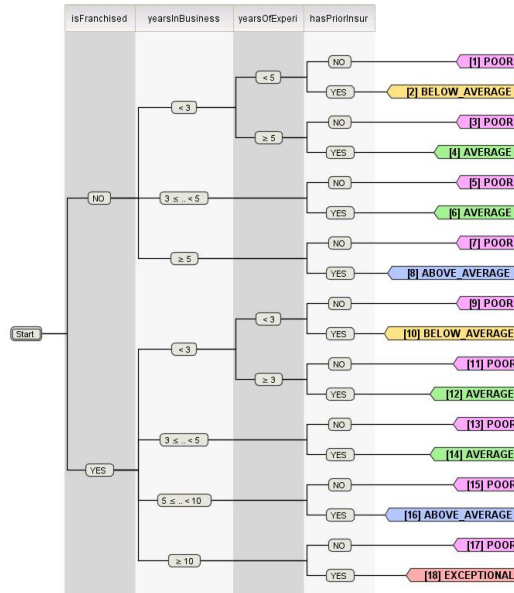 isFranchised yearsInBusiness yearsOfExperi hasPriorInsur
NO [1] POOR
< 5
YES [2] BELOW_AVERAGE
< 3
NO [3] POOR
≥ 5
YES [4] AVERAGE
NO [5] POOR
NO 3 ≤ .. < 5
YES [6] AVERAGE
NO [7] POOR
≥ 5
YES [8] ABOVE_AVERAGE
NO [9] POOR
< 3
Start
YES [10] BELOW_AVERAGE
< 3
NO [11] POOR
≥ 3
YES [12] AVERAGE
NO [13] POOR
3 ≤ .. < 5
YES [14] AVERAGE
YES
NO [15] POOR
5 ≤ .. < 10
YES [16] ABOVE_AVERAGE
NO [17] POOR
≥ 10
YES [18] EXCEPTIONAL